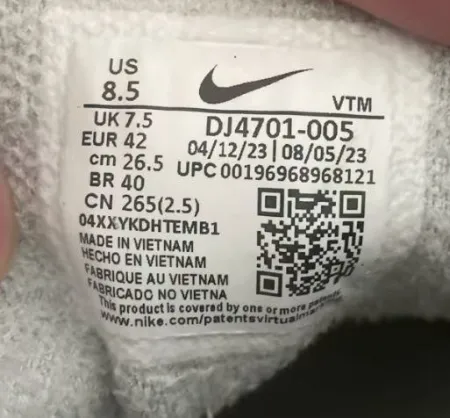 US
8.5
VTM
UK 7.5
EUR 42
cm 26.5
BR 40
CN 265(2.5)
DJ4701-005
04/12/23 | 08/05/23
UPC 00196968968121
04XXYKDHTEMB1
MADE IN VIETNAM
HECHO EN VIETNAM
FABRIQUE AU VIETNAM
FABRICADO NO VIETNA
This product is covered by one or more
www.nike.com/patentsvirtual